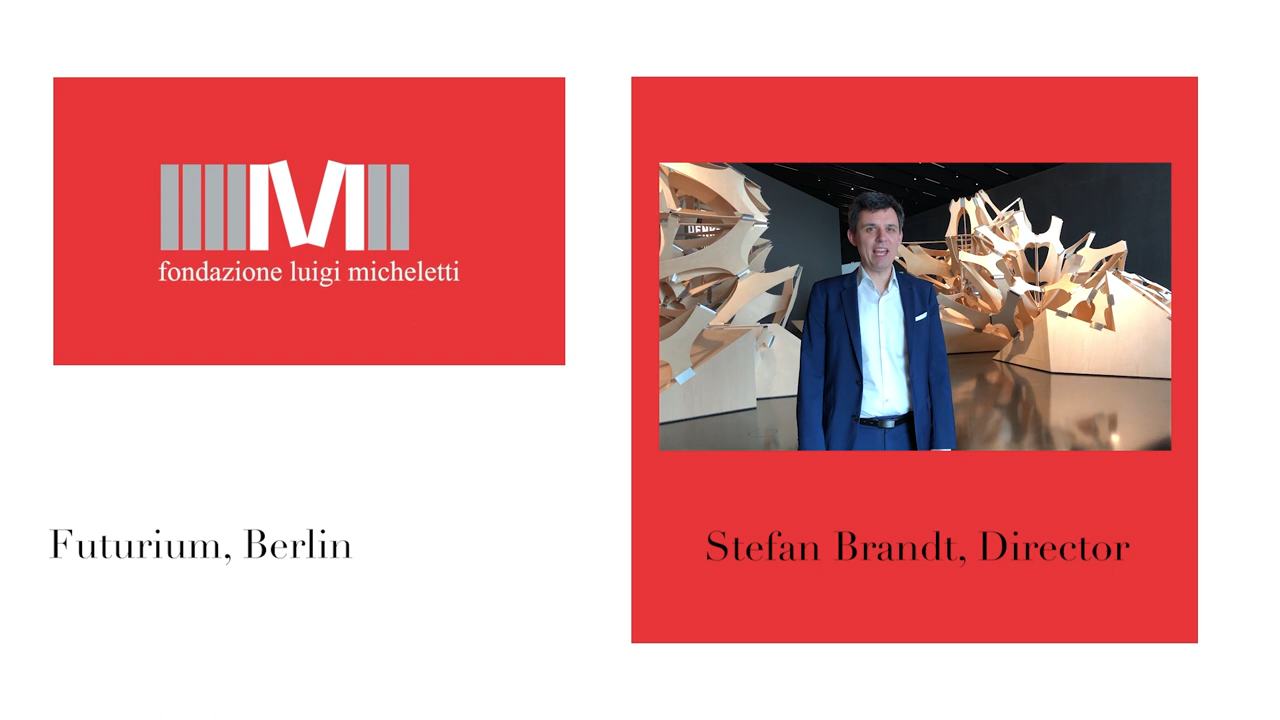 fondazione luigi micheletti
Futurium, Berlin
Stefan Brandt, Director